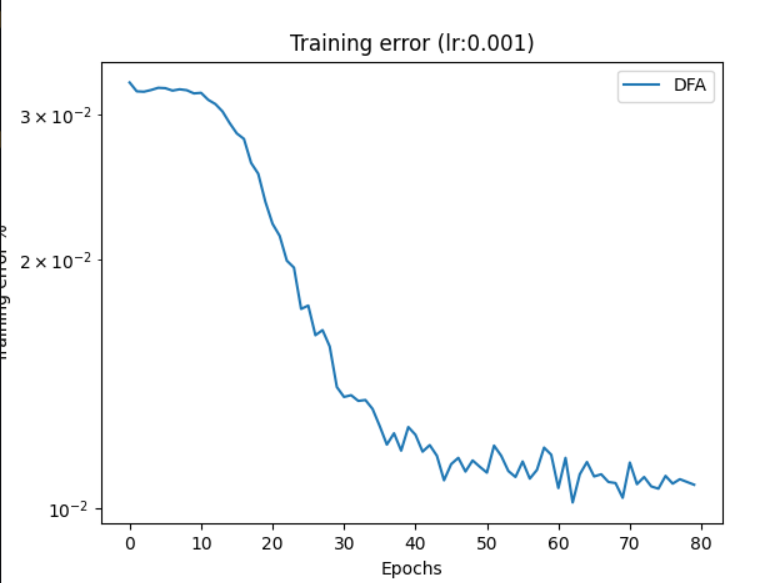 Training error (lr:0.001)
DFA
3 × 10⁻²
2 × 10⁻²
10⁻²
0 10 20 30 40 50 60 70 80
Epochs